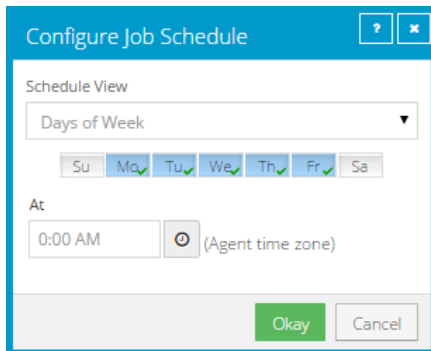 Configure Job Schedule ? ×
Schedule View
Days of Week
Su Mo Tu We Th Fr Sa
At
0:00 AM (Agent time zone)
Okay Cancel